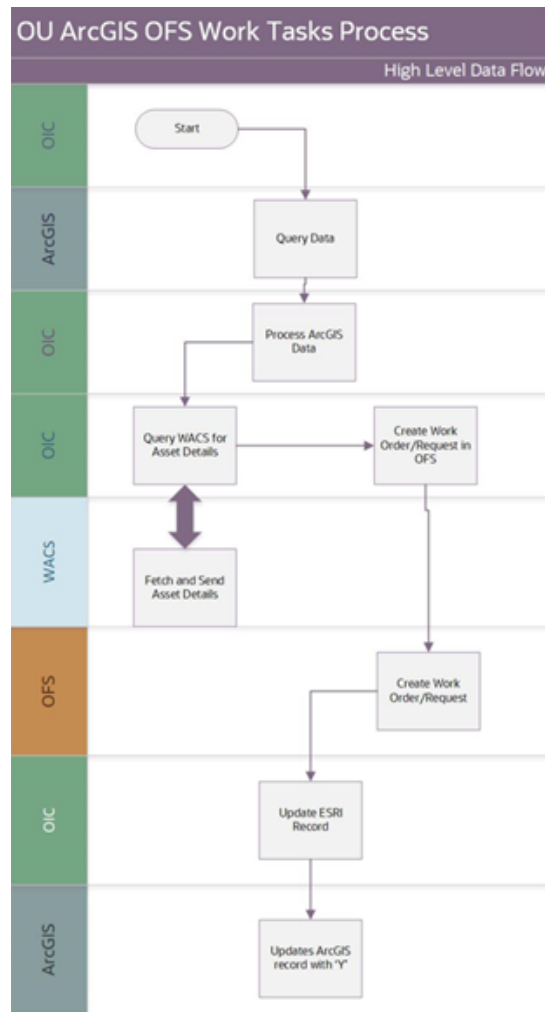 OU ArcGIS OFS Work Tasks Process
High Level Data Flow
OIC
Start
ArcGIS
Query Data
OIC
Process ArcGIS
Data
OIC
Query WACS for
Asset Details
Create Work
Order/Request in
OFS
WACS
Fetch and Send
Asset Details
OFS
Create Work
Order/Request
OIC
Update ESRI
Record
ArcGIS
Updates ArcGIS
record with 'Y'